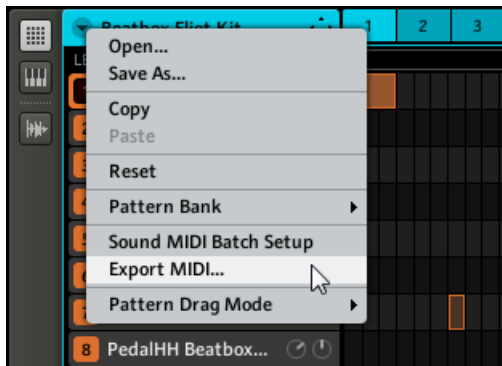 Beatbox Eliot Kit
1 2 3
LE
Open...
Save As...
Copy
Paste
Reset
Pattern Bank
Sound MIDI Batch Setup
Export MIDI...
Pattern Drag Mode
8 PedalHH Beatbox...